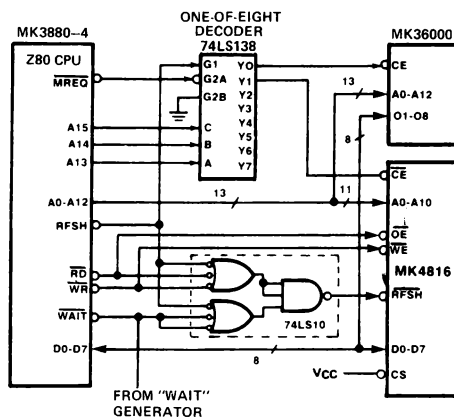 ONE-OF-EIGHT
DECODER
74LS138
MK3880-4
MK36000
Z80 CPU
MREQ
A15
A14
A13
A0-A12
RFSH
RD
WR
WAIT
D0-D7
G1
G2A
G2B
C
B
A
Y0
Y1
Y2
Y3
Y4
Y5
Y6
Y7
13
CE
A0-A12
O1-O8
8
CE
13
11
A0-A10
OE
WE
MK4816
RFSH
74LS10
D0-D7
8
VCC
CS
FROM "WAIT"
GENERATOR